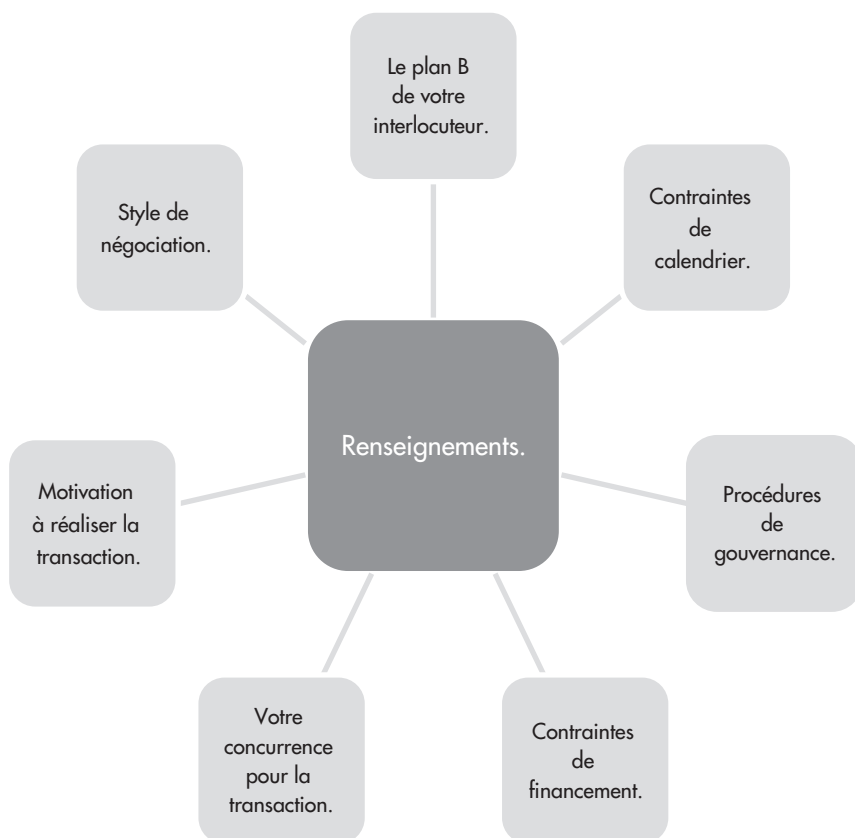 Le plan B
de votre
interlocuteur.
Style de
négociation.
Contraintes
de
calendrier.
Renseignements.
Motivation
à réaliser la
transaction.
Procédures
de
gouvernance.
Votre
concurrence
pour la
transaction.
Contraintes
de
financement.